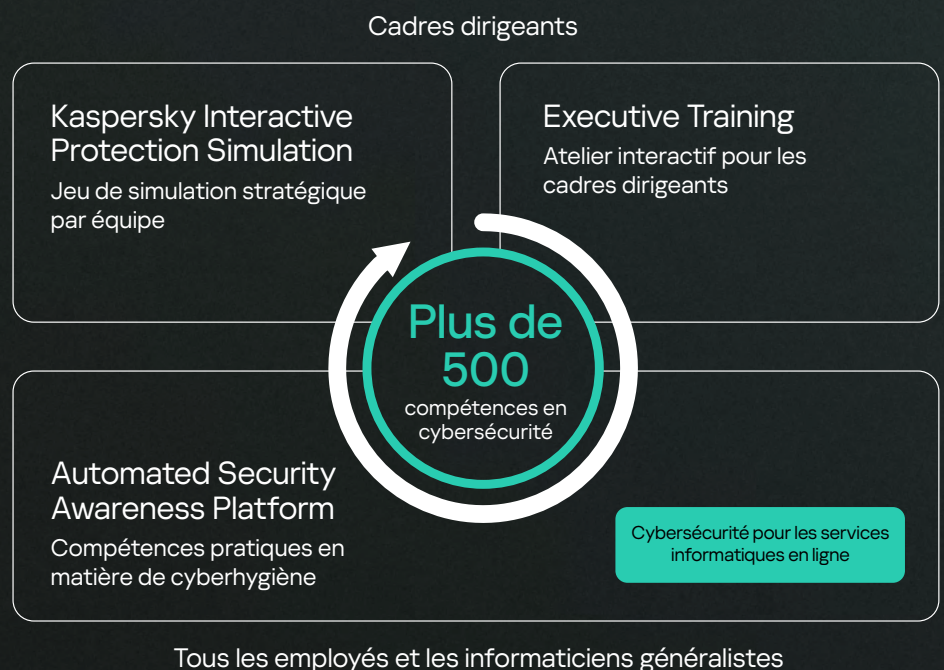 Cadres dirigeants
Kaspersky Interactive
Protection Simulation
Jeu de simulation stratégique
par équipe
Executive Training
Atelier interactif pour les
cadres dirigeants
Plus de
500
compétences en
cybersécurité
Automated Security
Awareness Platform
Compétences pratiques en
matière de cyberhygiène
Cybersécurité pour les services
informatiques en ligne
Tous les employés et les informaticiens généralistes